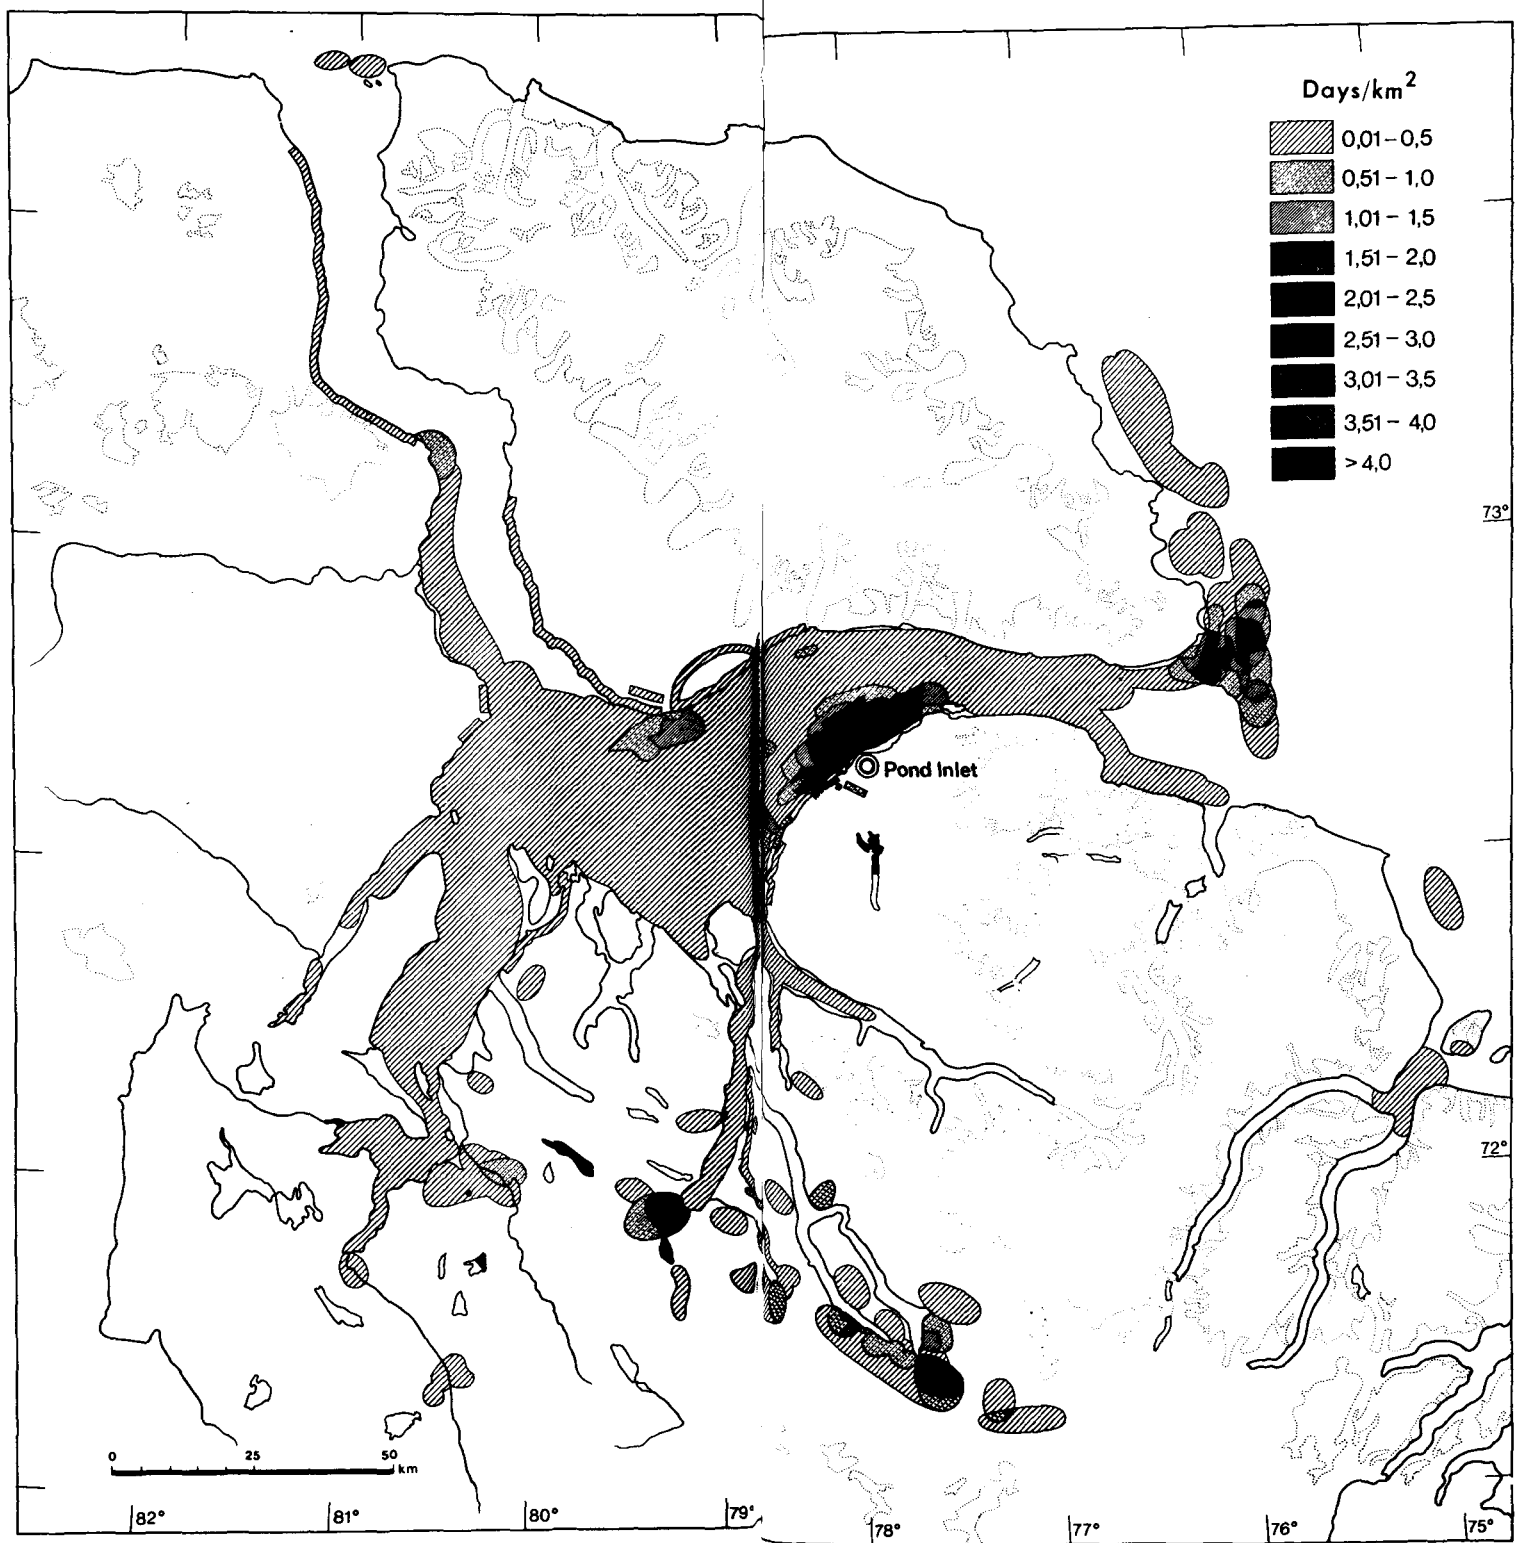 Days/km²
0,01 – 0,5
0,51 – 1,0
1,01 – 1,5
1,51 – 2,0
2,01 – 2,5
2,51 – 3,0
3,01 – 3,5
3,51 – 4,0
> 4,0
73°
Pond Inlet
72°
0 25 50 km
82° 81° 80° 79° 78° 77° 76° 75°